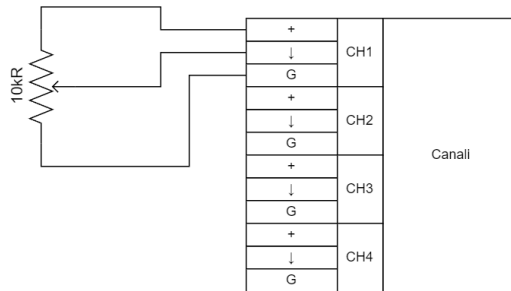 10kR
+
↓
G
CH1
+
↓
G
CH2
+
↓
G
CH3
+
↓
G
CH4
Canali